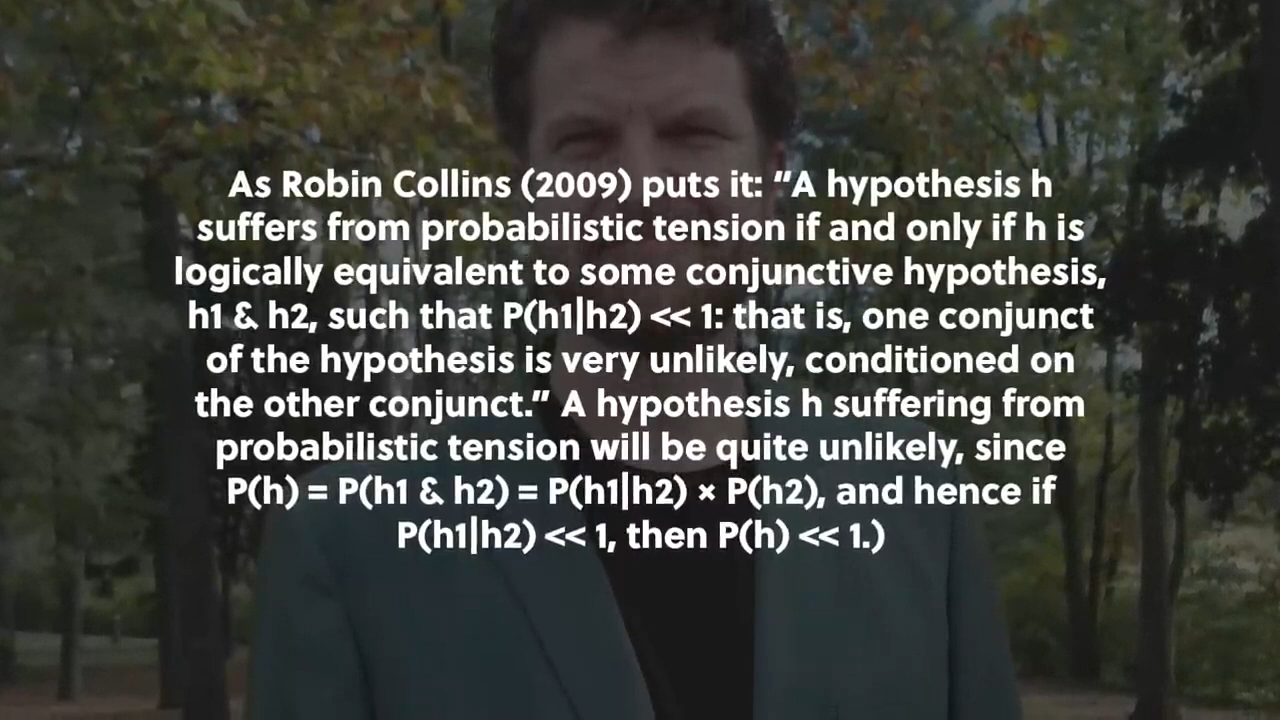 As Robin Collins (2009) puts it: "A hypothesis h
suffers from probabilistic tension if and only if h is
logically equivalent to some conjunctive hypothesis,
h1 & h2, such that P(h1|h2) << 1: that is, one conjunct
of the hypothesis is very unlikely, conditioned on
the other conjunct." A hypothesis h suffering from
probabilistic tension will be quite unlikely, since
P(h) = P(h1 & h2) = P(h1|h2) × P(h2), and hence if
P(h1|h2) << 1, then P(h) << 1.)